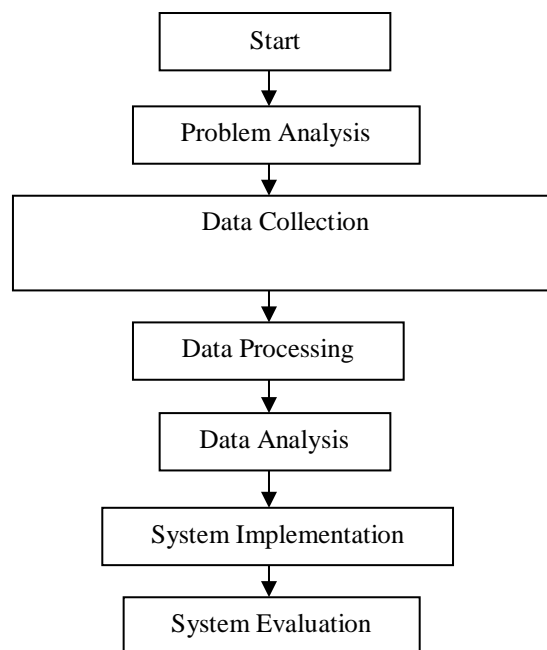 Start
Problem Analysis
Data Collection
Data Processing
Data Analysis
System Implementation
System Evaluation